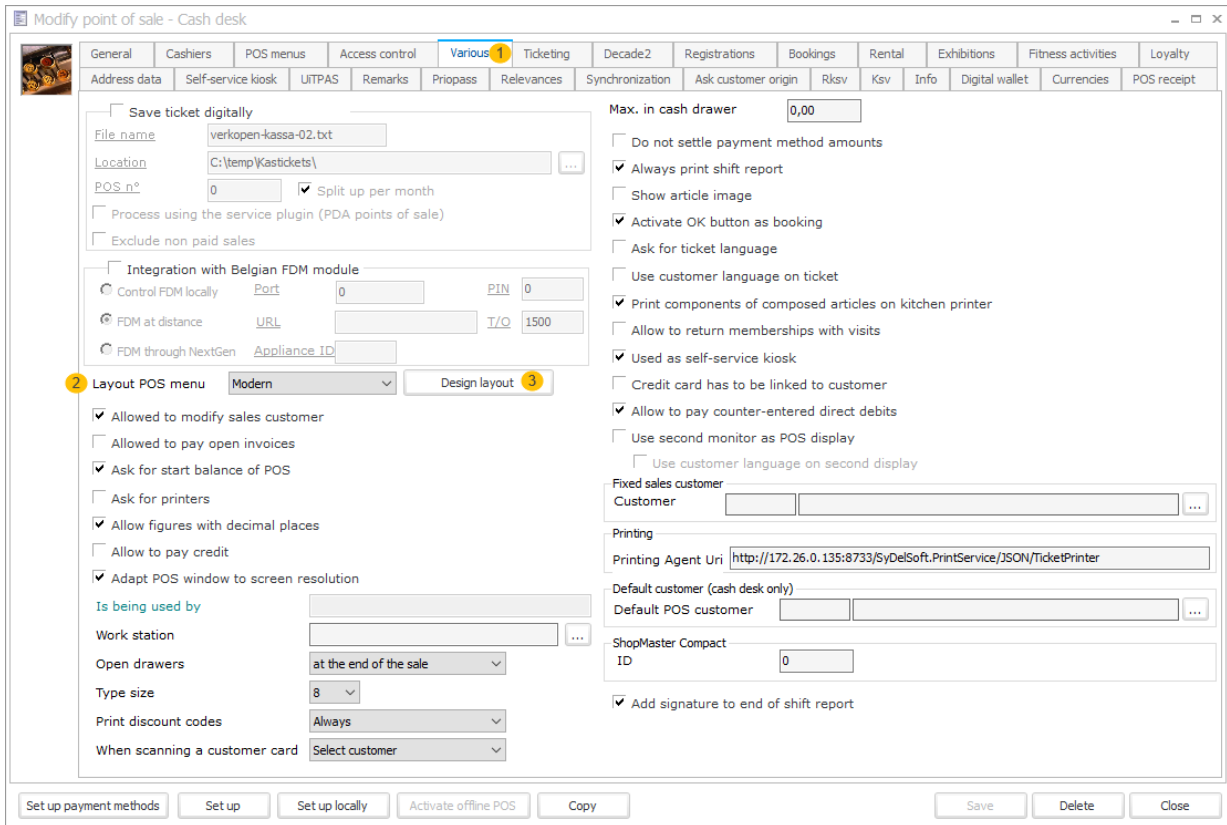 Modify point of sale - Cash desk
General Cashiers POS menus Access control Various 1 Ticketing Decade2 Registrations Bookings Rental Exhibitions Fitness activities Loyalty
Address data Self-service kiosk UiTPAS Remarks Priopass Relevances Synchronization Ask customer origin Rksv Ksv Info Digital wallet Currencies POS receipt
Save ticket digitally
File name verkopen-kassa-02.txt
Location C:\temp\Kastickets\ ...
POS n° 0 Split up per month
Process using the service plugin (PDA points of sale)
Exclude non paid sales
Integration with Belgian FDM module
Control FDM locally Port 0 PIN 0
FDM at distance URL T/O 1500
FDM through NextGen Appliance ID
2 Layout POS menu Modern Design layout 3
Allowed to modify sales customer
Allowed to pay open invoices
Ask for start balance of POS
Ask for printers
Allow figures with decimal places
Allow to pay credit
Adapt POS window to screen resolution
Is being used by
Work station ...
Open drawers at the end of the sale
Type size 8
Print discount codes Always
When scanning a customer card Select customer
Max. in cash drawer 0,00
Do not settle payment method amounts
Always print shift report
Show article image
Activate OK button as booking
Ask for ticket language
Use customer language on ticket
Print components of composed articles on kitchen printer
Allow to return memberships with visits
Used as self-service kiosk
Credit card has to be linked to customer
Allow to pay counter-entered direct debits
Use second monitor as POS display
Use customer language on second display
Fixed sales customer
Customer ...
Printing
Printing Agent Uri http://172.26.0.135:8733/SyDelSoft.PrintService/JSON/TicketPrinter
Default customer (cash desk only)
Default POS customer ...
ShopMaster Compact
ID 0
Add signature to end of shift report
Set up payment methods Set up Set up locally Activate offline POS Copy Save Delete Close